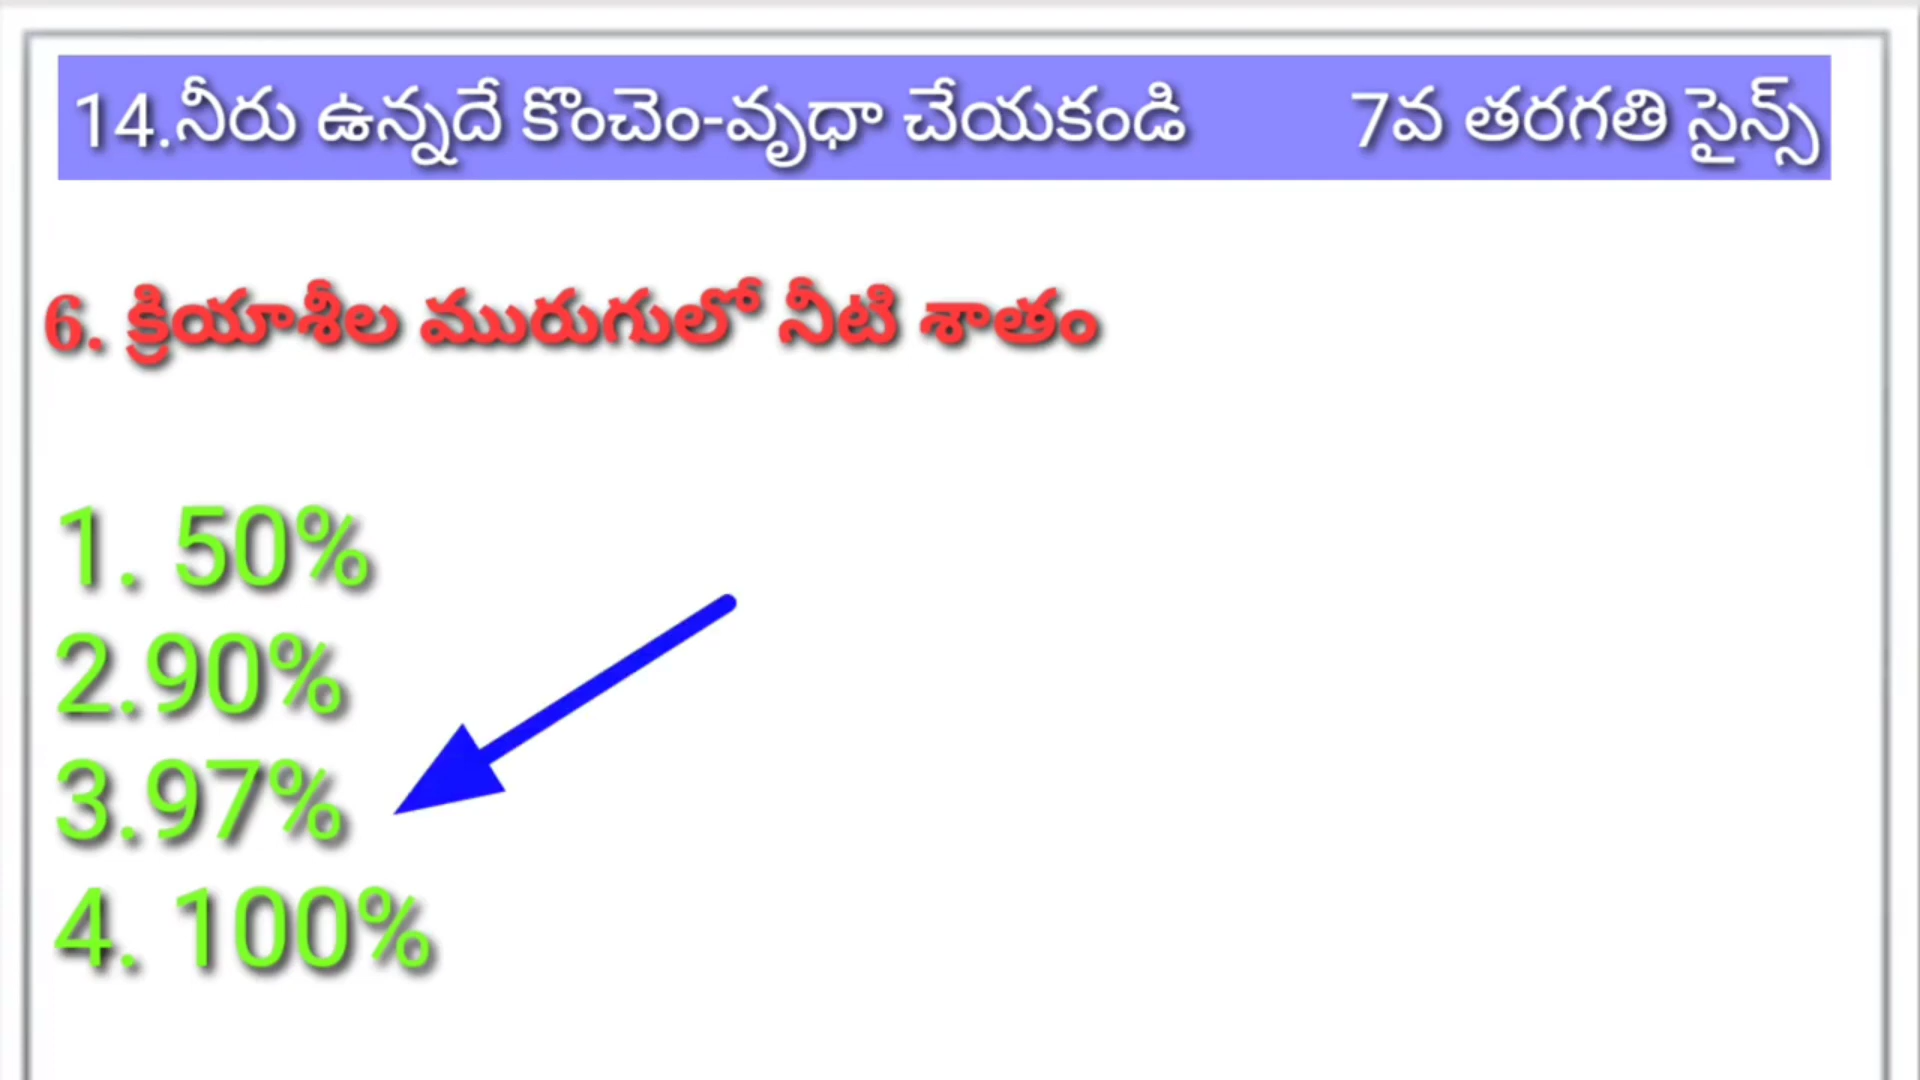 14.నీరు ఉన్నదే కొంచెం-వృధా చేయకండి 7వ తరగతి సైన్స్
6. క్రియాశీల మురుగులో నీటి శాతం
1. 50%
2.90%
3.97%
4. 100%